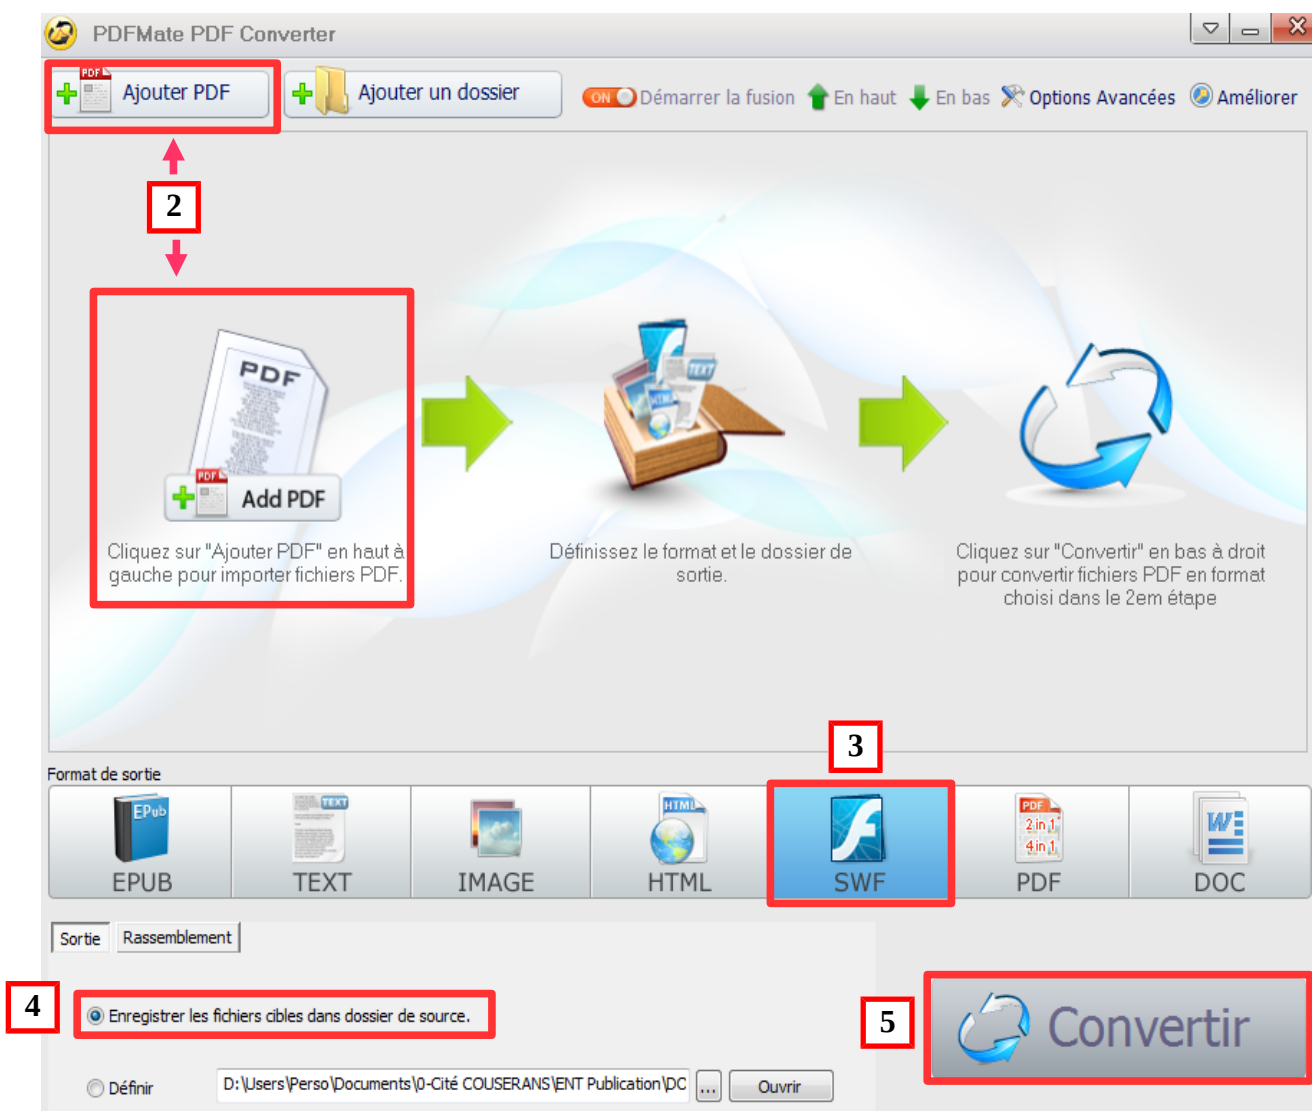 PDFMate PDF Converter
Ajouter PDF
Ajouter un dossier
ON Démarrer la fusion
En haut
En bas
Options Avancées
Améliorer
2
PDF
PDF
Add PDF
Cliquez sur "Ajouter PDF" en haut à
gauche pour importer fichiers PDF.
TEXT
HTML
Définissez le format et le dossier de
sortie.
Cliquez sur "Convertir" en bas à droit
pour convertir fichiers PDF en format
choisi dans le 2em étape
3
Format de sortie
EPub
EPUB
TEXT
TEXT
IMAGE
HTML
HTML
SWF
PDF
2 in 1
4 in 1
PDF
W
DOC
Sortie
Rassemblement
4
Enregistrer les fichiers cibles dans dossier de source.
5
Convertir
Définir
D:\Users\Perso\Documents\0-Cité COUSERANS\ENT Publication\DC
...
Ouvrir